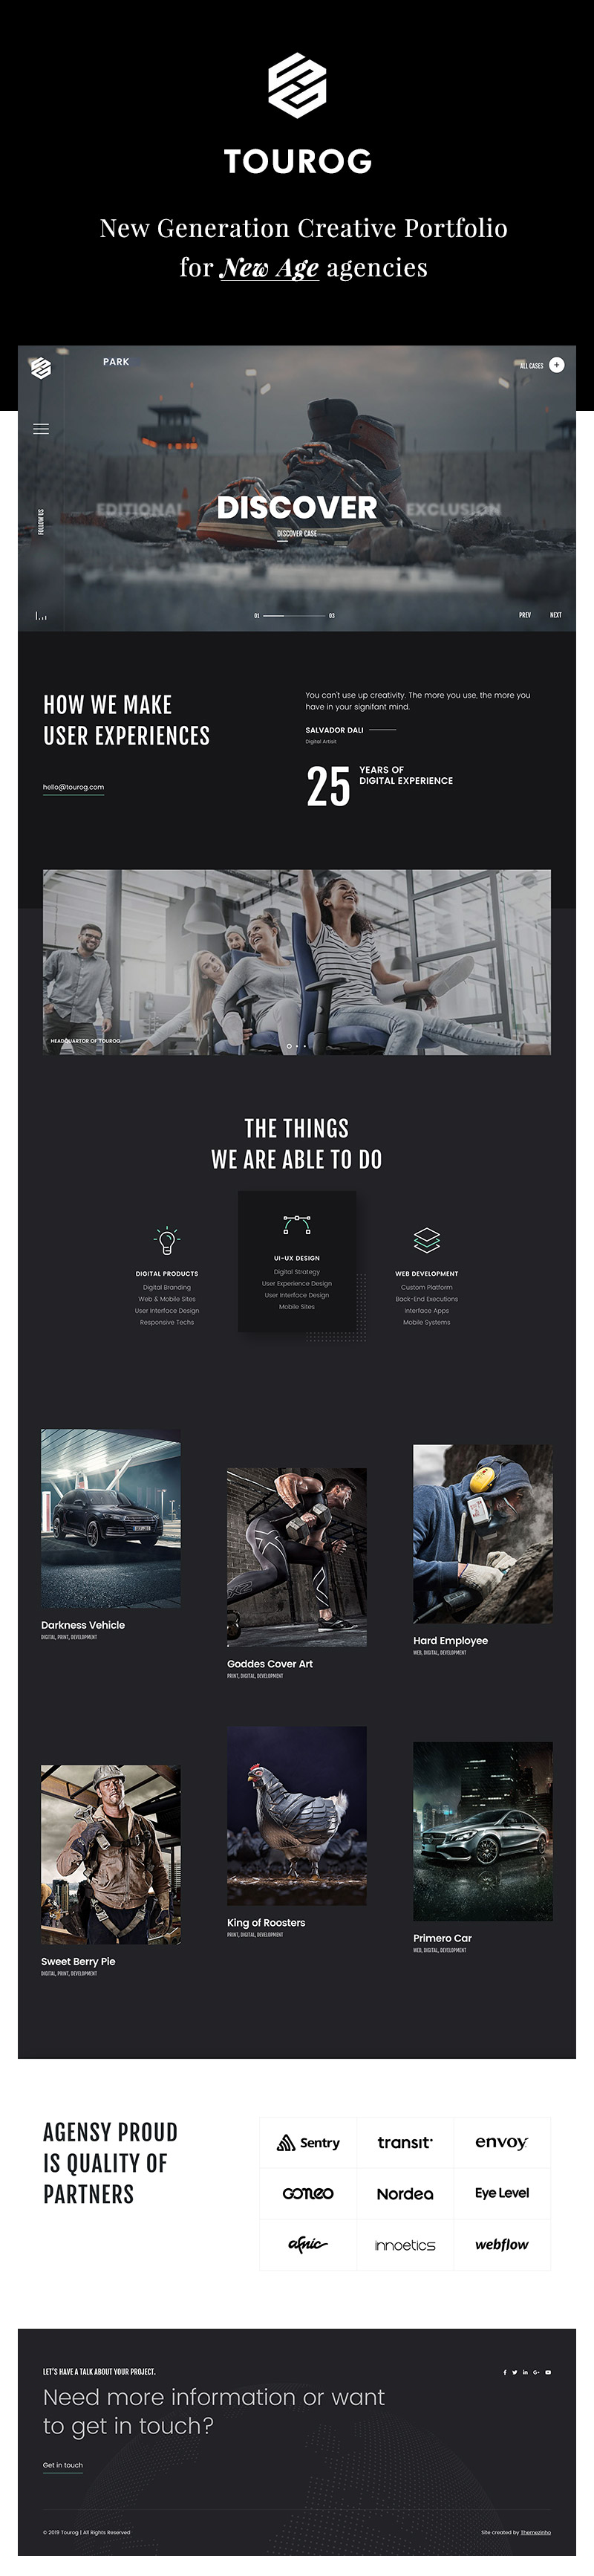 TOUROG
New Generation Creative Portfolio
for New Age agencies
PARK
ALL CASES
EDITIONAL
DISCOVER
EXCLUSION
DISCOVER CASE
FOLLOW US
01
03
PREV
NEXT
HOW WE MAKE
USER EXPERIENCES
hello@tourog.com
You can't use up creativity. The more you use, the more you
have in your signifant mind.
SALVADOR DALI
Digital Artisit
25
YEARS OF
DIGITAL EXPERIENCE
HEADQUARTOR OF TOUROG
THE THINGS
WE ARE ABLE TO DO
DIGITAL PRODUCTS
Digital Branding
Web & Mobile Sites
User Interface Design
Responsive Techs
UI-UX DESIGN
Digital Strategy
User Experience Design
User Interface Design
Mobile Sites
WEB DEVELOPMENT
Custom Platform
Back-End Executions
Interface Apps
Mobile Systems
Darkness Vehicle
DIGITAL, PRINT, DEVELOPMENT
Goddes Cover Art
PRINT, DIGITAL, DEVELOPMENT
Hard Employee
WEB, DIGITAL, DEVELOPMENT
Sweet Berry Pie
DIGITAL, PRINT, DEVELOPMENT
King of Roosters
PRINT, DIGITAL, DEVELOPMENT
Primero Car
WEB, DIGITAL, DEVELOPMENT
AGENSY PROUD
IS QUALITY OF
PARTNERS
Sentry
transit
envoy
Nordea
Eye Level
afnic
innoetics
webflow
LET'S HAVE A TALK ABOUT YOUR PROJECT.
Need more information or want
to get in touch?
Get in touch
© 2019 Tourog | All Rights Reserved
Site created by Themezinho